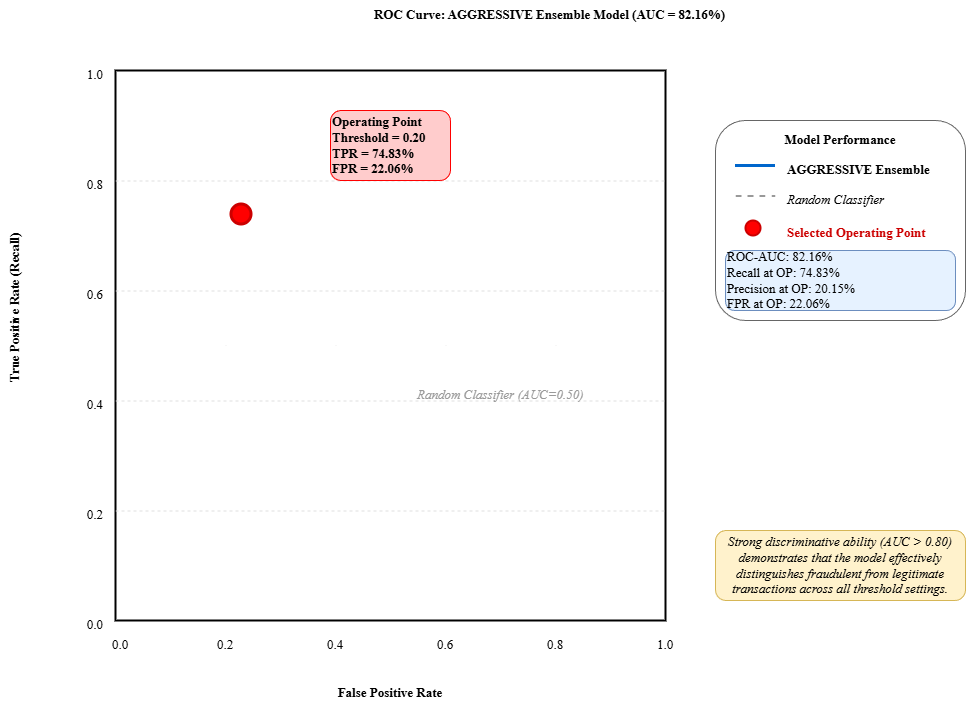 ROC Curve: AGGRESSIVE Ensemble Model (AUC = 82.16%)
1.0
0.8
0.6
0.4
0.2
0.0
True Positive Rate (Recall)
Operating Point
Threshold = 0.20
TPR = 74.83%
FPR = 22.06%
Random Classifier (AUC=0.50)
0.0 0.2 0.4 0.6 0.8 1.0
False Positive Rate
Model Performance
AGGRESSIVE Ensemble
Random Classifier
Selected Operating Point
ROC-AUC: 82.16%
Recall at OP: 74.83%
Precision at OP: 20.15%
FPR at OP: 22.06%
Strong discriminative ability (AUC > 0.80)
demonstrates that the model effectively
distinguishes fraudulent from legitimate
transactions across all threshold settings.